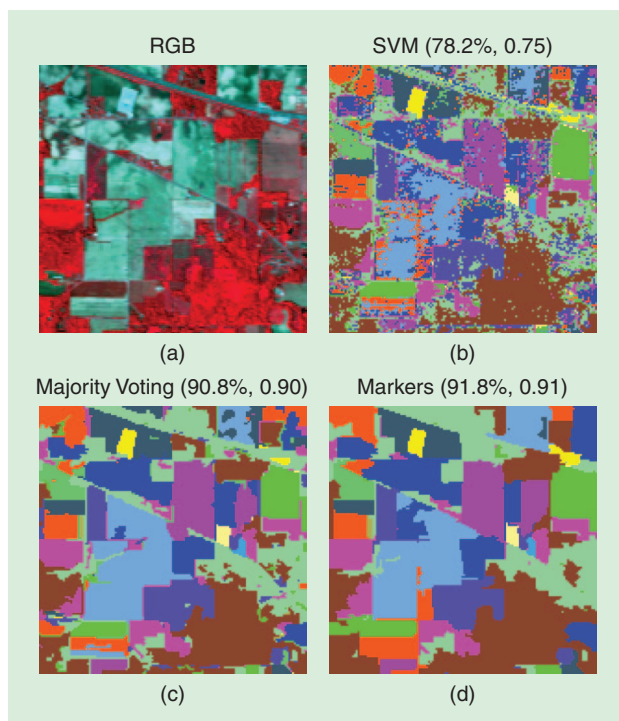 RGB
SVM (78.2%, 0.75)
(a)
(b)
Majority Voting (90.8%, 0.90)
Markers (91.8%, 0.91)
(c)
(d)